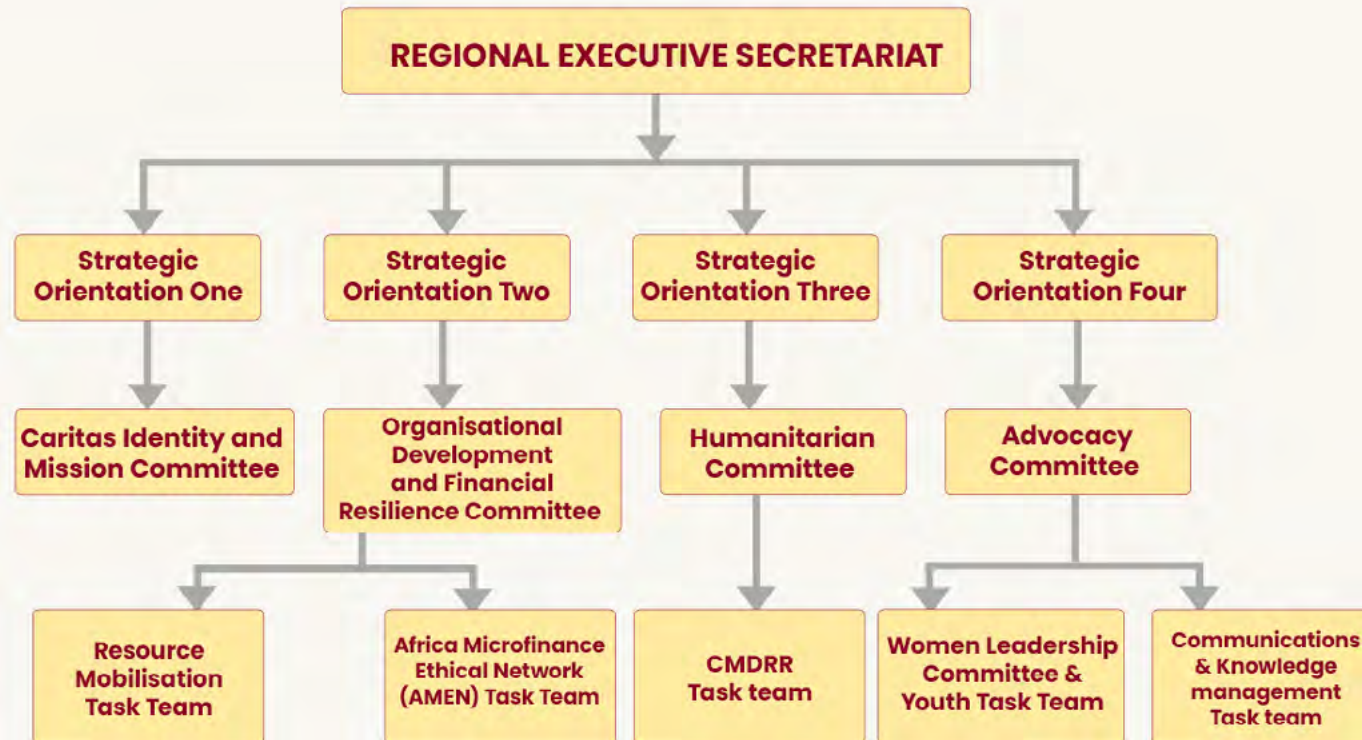 REGIONAL EXECUTIVE SECRETARIAT
Strategic
Orientation One
Strategic
Orientation Two
Strategic
Orientation Three
Strategic
Orientation Four
Caritas Identity and
Mission Committee
Organisational
Development
and Financial
Resilience Committee
Humanitarian
Committee
Advocacy
Committee
Resource
Mobilisation
Task Team
Africa Microfinance
Ethical Network
(AMEN) Task Team
CMDRR
Task team
Women Leadership
Committee &
Youth Task Team
Communications
& Knowledge
management
Task team